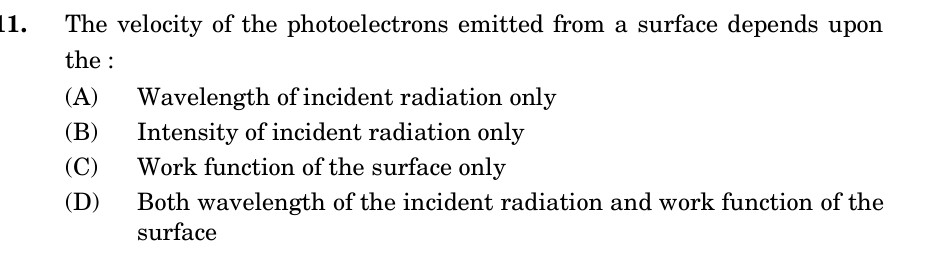 11. The velocity of the photoelectrons emitted from a surface depends upon
the :
(A) Wavelength of incident radiation only
(B) Intensity of incident radiation only
(C) Work function of the surface only
(D) Both wavelength of the incident radiation and work function of the
surface